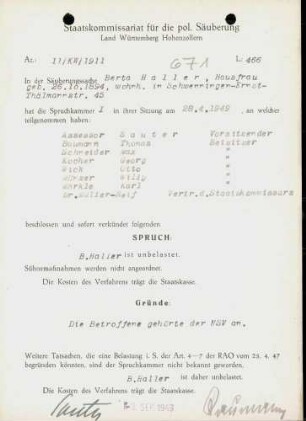 Staatskommissariat für die pol. Säuberung
Land Württemberg Hohenzollern
Az.: 11/KW/1911 671 L. 466
In der Säuberungssache Berta Haller, Hausfrau
geb. 26.10.1894, wohnh. in Schwenningen-Ernst-
Thälmannstr. 45
hat die Spruchkammer I in ihrer Sitzung am 28.4.1949, an welcher
teilgenommen haben:
Assessor Sauter Vorsitzender
Baumann Thomas Beisitzer
Schneider Max "
Kocher Georg "
Wick Otto "
Willy "
Karl "
Vertr.d.Staatskommissars
beschlossen und sofort verkündet folgenden
SPRUCH:
B.Haller ist unbelastet.
Sühnemaßnahmen werden nicht angeordnet.
Die Kosten des Verfahrens trägt die Staatskasse.
Gründe:
Die Betroffene gehörte der NSV an.
Weitere Tatsachen, die eine Belastung i. S. der Art. 4–7 der RAO vom 25. 4. 47
begründen könnten, sind der Spruchkammer nicht bekannt geworden.
B.Haller ist daher unbelastet.
Die Kosten des Verfahrens trägt die Staatskasse.
Sauter Baumann